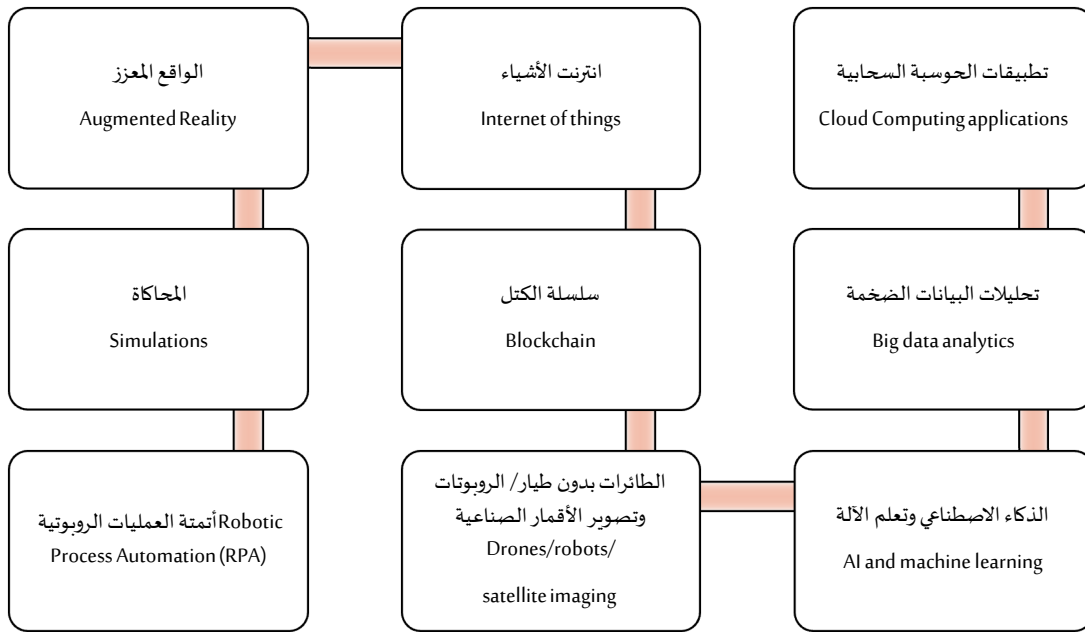 تطبيقات الحوسبة السحابية
Cloud Computing applications
تحليلات البيانات الضخمة
Big data analytics
الذكاء الاصطناعي وتعلم الآلة
AI and machine learning
الطائرات بدون طيار/ الروبوتات
وتصوير الأقمار الصناعية
Drones/robots/
satellite imaging
سلسلة الكتل
Blockchain
انترنت الأشياء
Internet of things
الواقع المعزز
Augmented Reality
المحاكاة
Simulations
أتمتة العمليات الروبوتية Robotic
Process Automation (RPA)